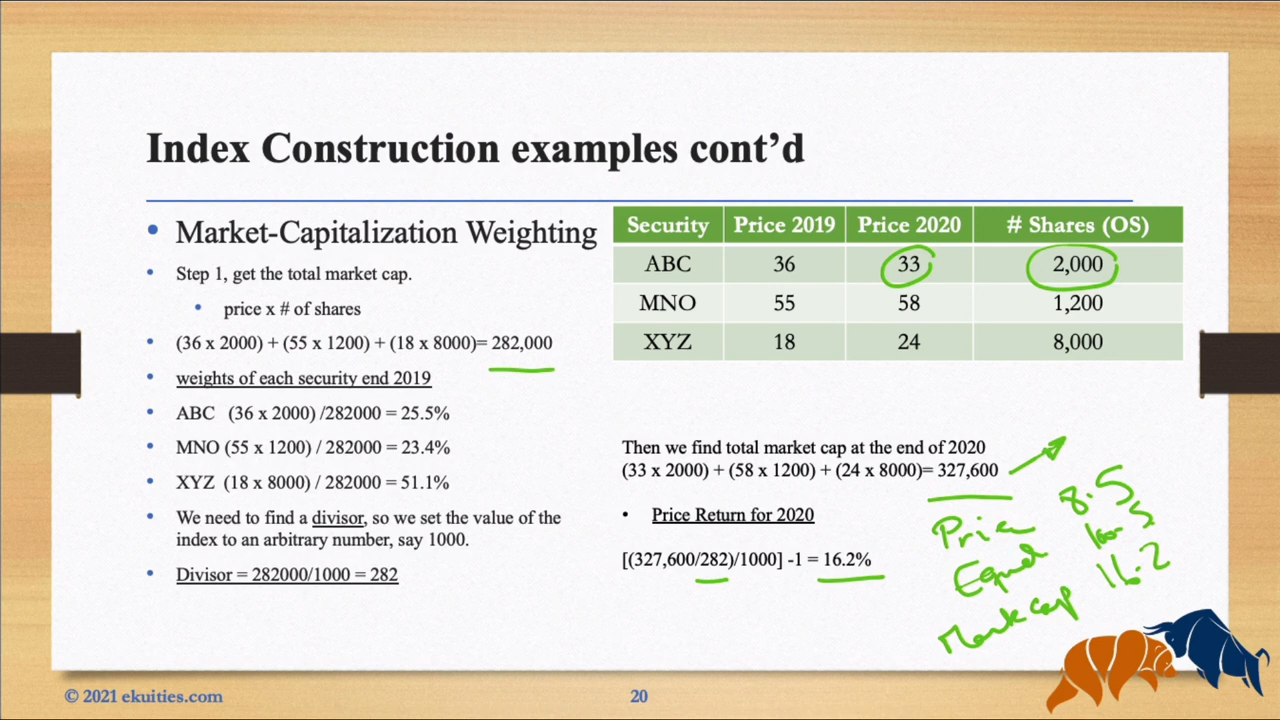 Index Construction examples cont’d
• Market-Capitalization Weighting
• Step 1, get the total market cap.
• price x # of shares
• (36 x 2000) + (55 x 1200) + (18 x 8000)= 282,000
• weights of each security end 2019
• ABC (36 x 2000) /282000 = 25.5%
• MNO (55 x 1200) / 282000 = 23.4%
• XYZ (18 x 8000) / 282000 = 51.1%
• We need to find a divisor, so we set the value of the
index to an arbitrary number, say 1000.
• Divisor = 282000/1000 = 282
Security Price 2019 Price 2020 # Shares (OS)
ABC 36 33 2,000
MNO 55 58 1,200
XYZ 18 24 8,000
Then we find total market cap at the end of 2020
(33 x 2000) + (58 x 1200) + (24 x 8000)= 327,600
• Price Return for 2020
[(327,600/282)/1000] -1 = 16.2%
Price 8.5
Equal
Market cap 16.2
© 2021 ekuities.com
20